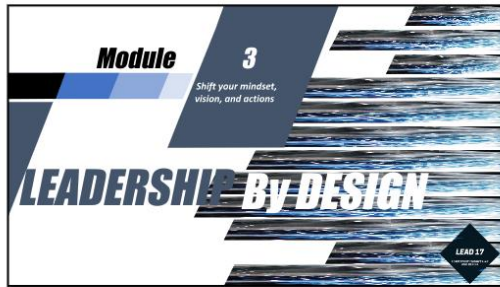 Module
3
Shift your mindset,
vision, and actions
LEADERSHIP By DESIGN
LEAD 17